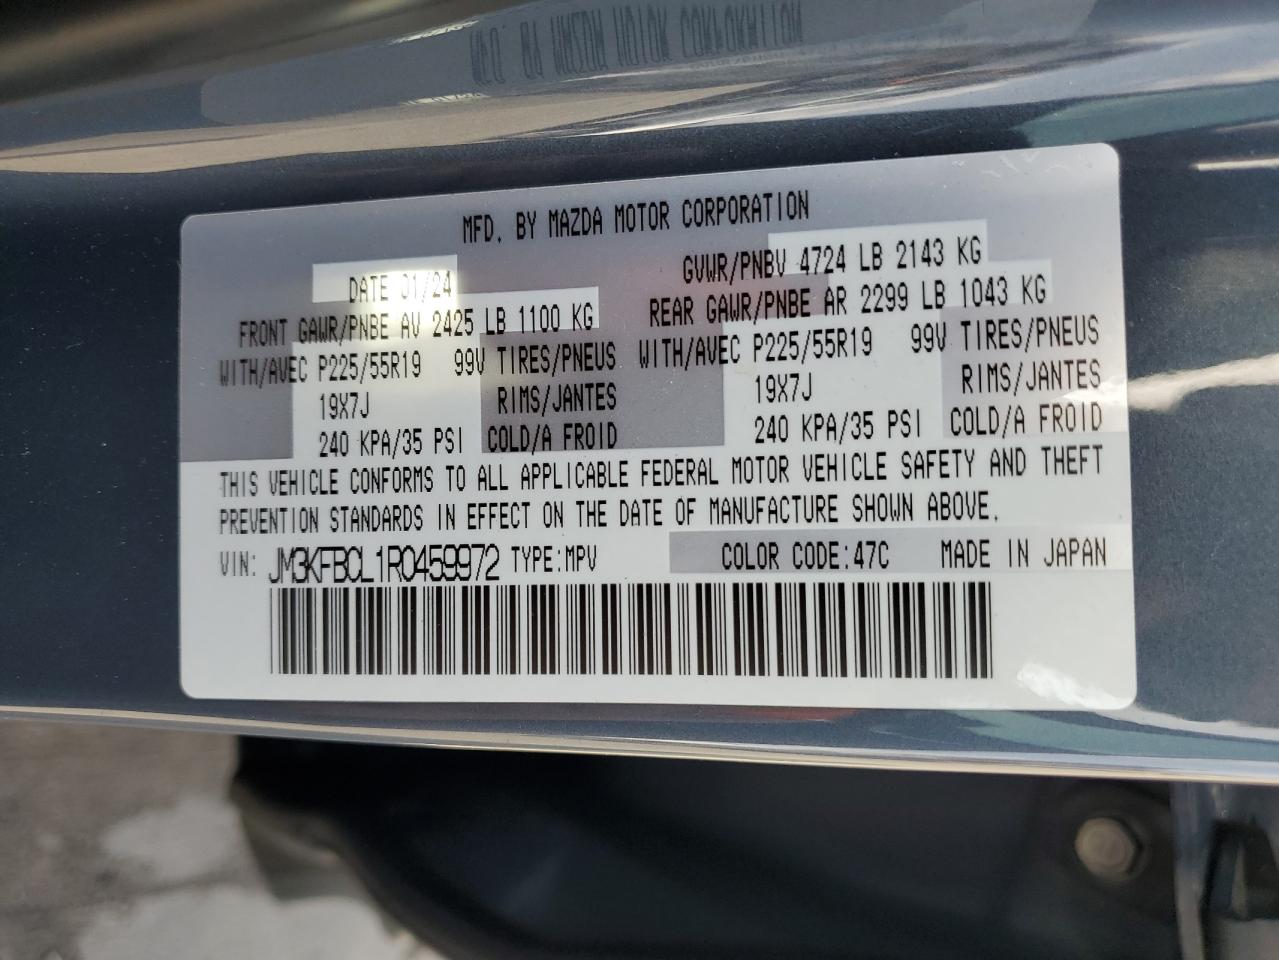 MFD. BY MAZDA MOTOR CORPORATION
DATE 01/24 GVWR/PNBV 4724 LB 2143 KG
FRONT GAWR/PNBE AV 2425 LB 1100 KG REAR GAWR/PNBE AR 2299 LB 1043 KG
WITH/AVEC P225/55R19 99V TIRES/PNEUS WITH/AVEC P225/55R19 99V TIRES/PNEUS
19X7J RIMS/JANTES 19X7J RIMS/JANTES
240 KPA/35 PSI COLD/A FROID 240 KPA/35 PSI COLD/A FROID
THIS VEHICLE CONFORMS TO ALL APPLICABLE FEDERAL MOTOR VEHICLE SAFETY AND THEFT
PREVENTION STANDARDS IN EFFECT ON THE DATE OF MANUFACTURE SHOWN ABOVE.
VIN: JM3KFBCL1R0459972 TYPE:MPV COLOR CODE:47C MADE IN JAPAN